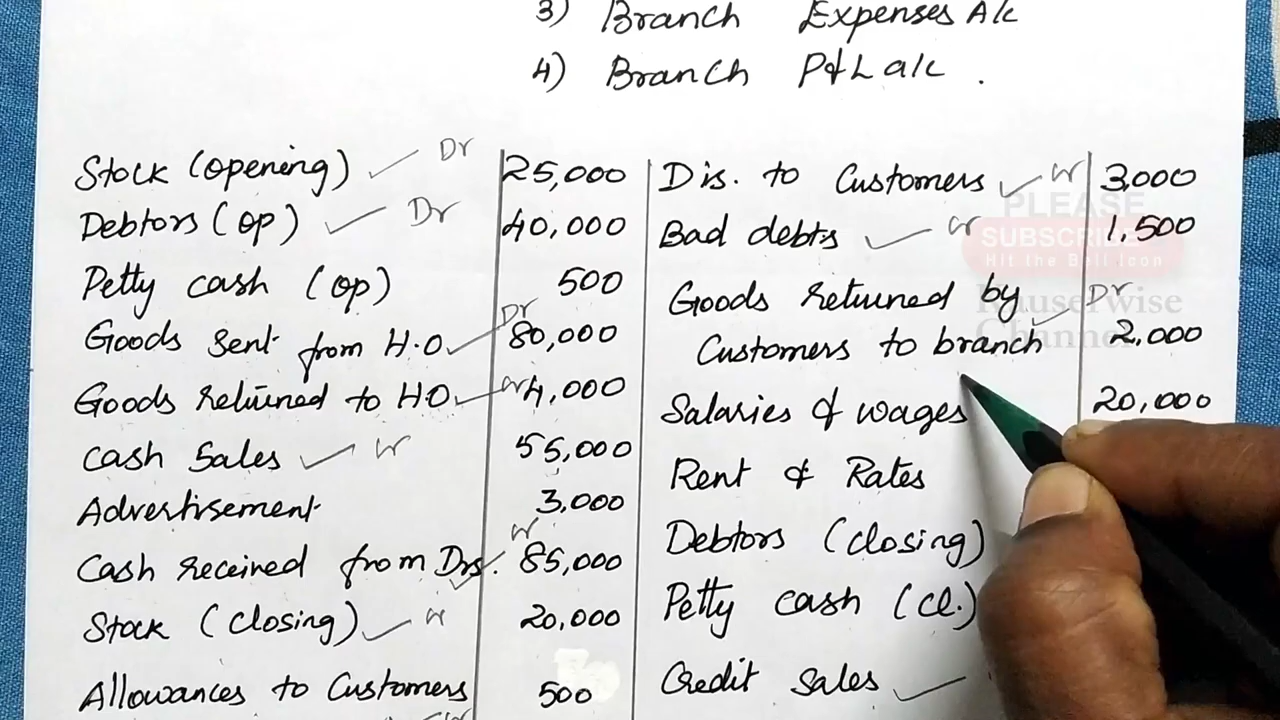 3) Branch Expenses A/c
4) Branch P&L a/c .
Stock (opening) Dr 25,000
Debtors (op) Dr 40,000
Petty cash (op) 500
Goods sent from H.O Dr 80,000
Goods returned to HO. Cr 4,000
Cash Sales Cr 55,000
Advertisement 3,000
Cash received from Drs. Cr 85,000
Stock (closing) Cr 20,000
Allowances to Customers Cr 500
Dis. to Customers Cr 3,000
Bad debts Cr 1,500
Goods returned by
Customers to branch Dr 2,000
Salaries & wages 20,000
Rent & Rates
Debtors (closing)
Petty cash (cl.)
Credit Sales
PLEASE
SUBSCRIBE
Hit the Bell Icon
Kauserwise
Channel